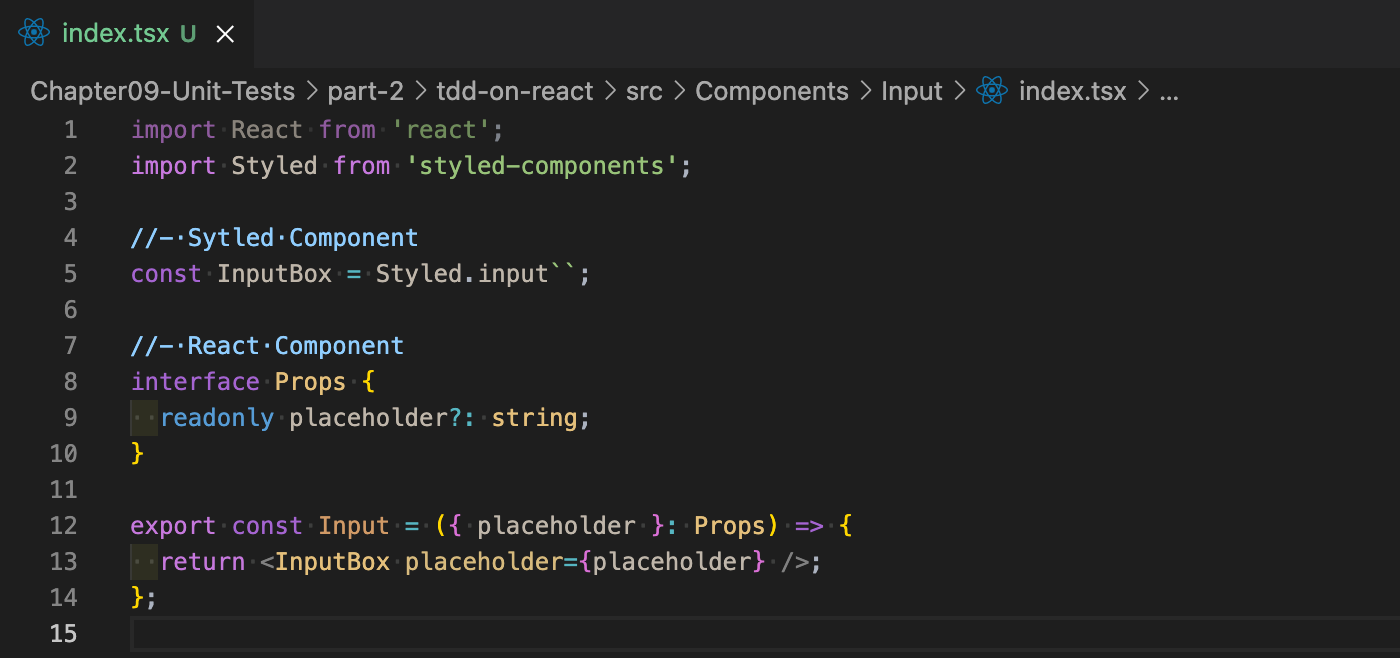 index.tsx U
Chapter09-Unit-Tests > part-2 > tdd-on-react > src > Components > Input > index.tsx > ...
1 import React from 'react';
2 import Styled from 'styled-components';
3
4 //- Sytled Component
5 const InputBox = Styled.input``;
6
7 //- React Component
8 interface Props {
9   readonly placeholder?: string;
10 }
11
12 export const Input = ({ placeholder }: Props) => {
13   return <InputBox placeholder={placeholder} />;
14 };
15